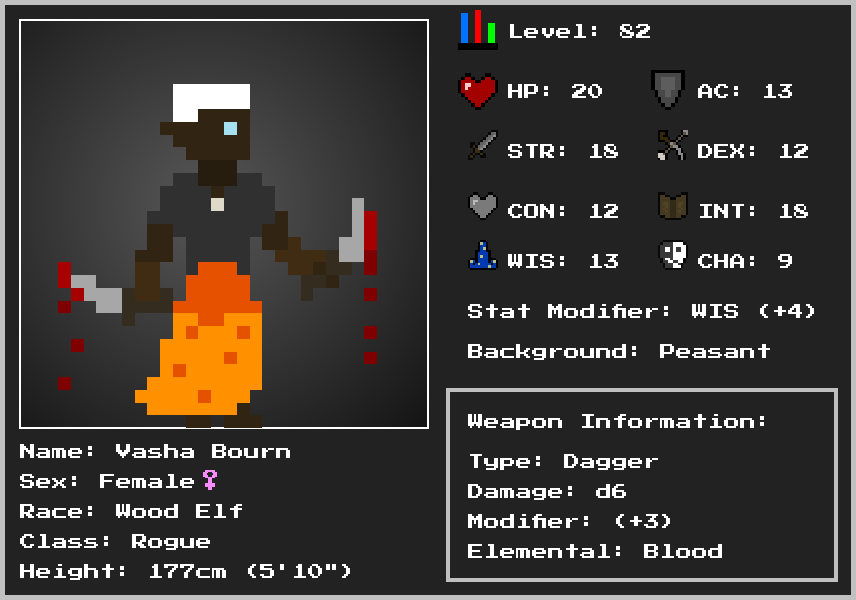 Level: 82
HP: 20
AC: 13
STR: 18
DEX: 12
CON: 12
INT: 18
WIS: 13
CHA: 9
Stat Modifier: WIS (+4)
Background: Peasant
Weapon Information:
Type: Dagger
Damage: d6
Modifier: (+3)
Elemental: Blood
Name: Vasha Bourn
Sex: Female♀
Race: Wood Elf
Class: Rogue
Height: 177cm (5'10")